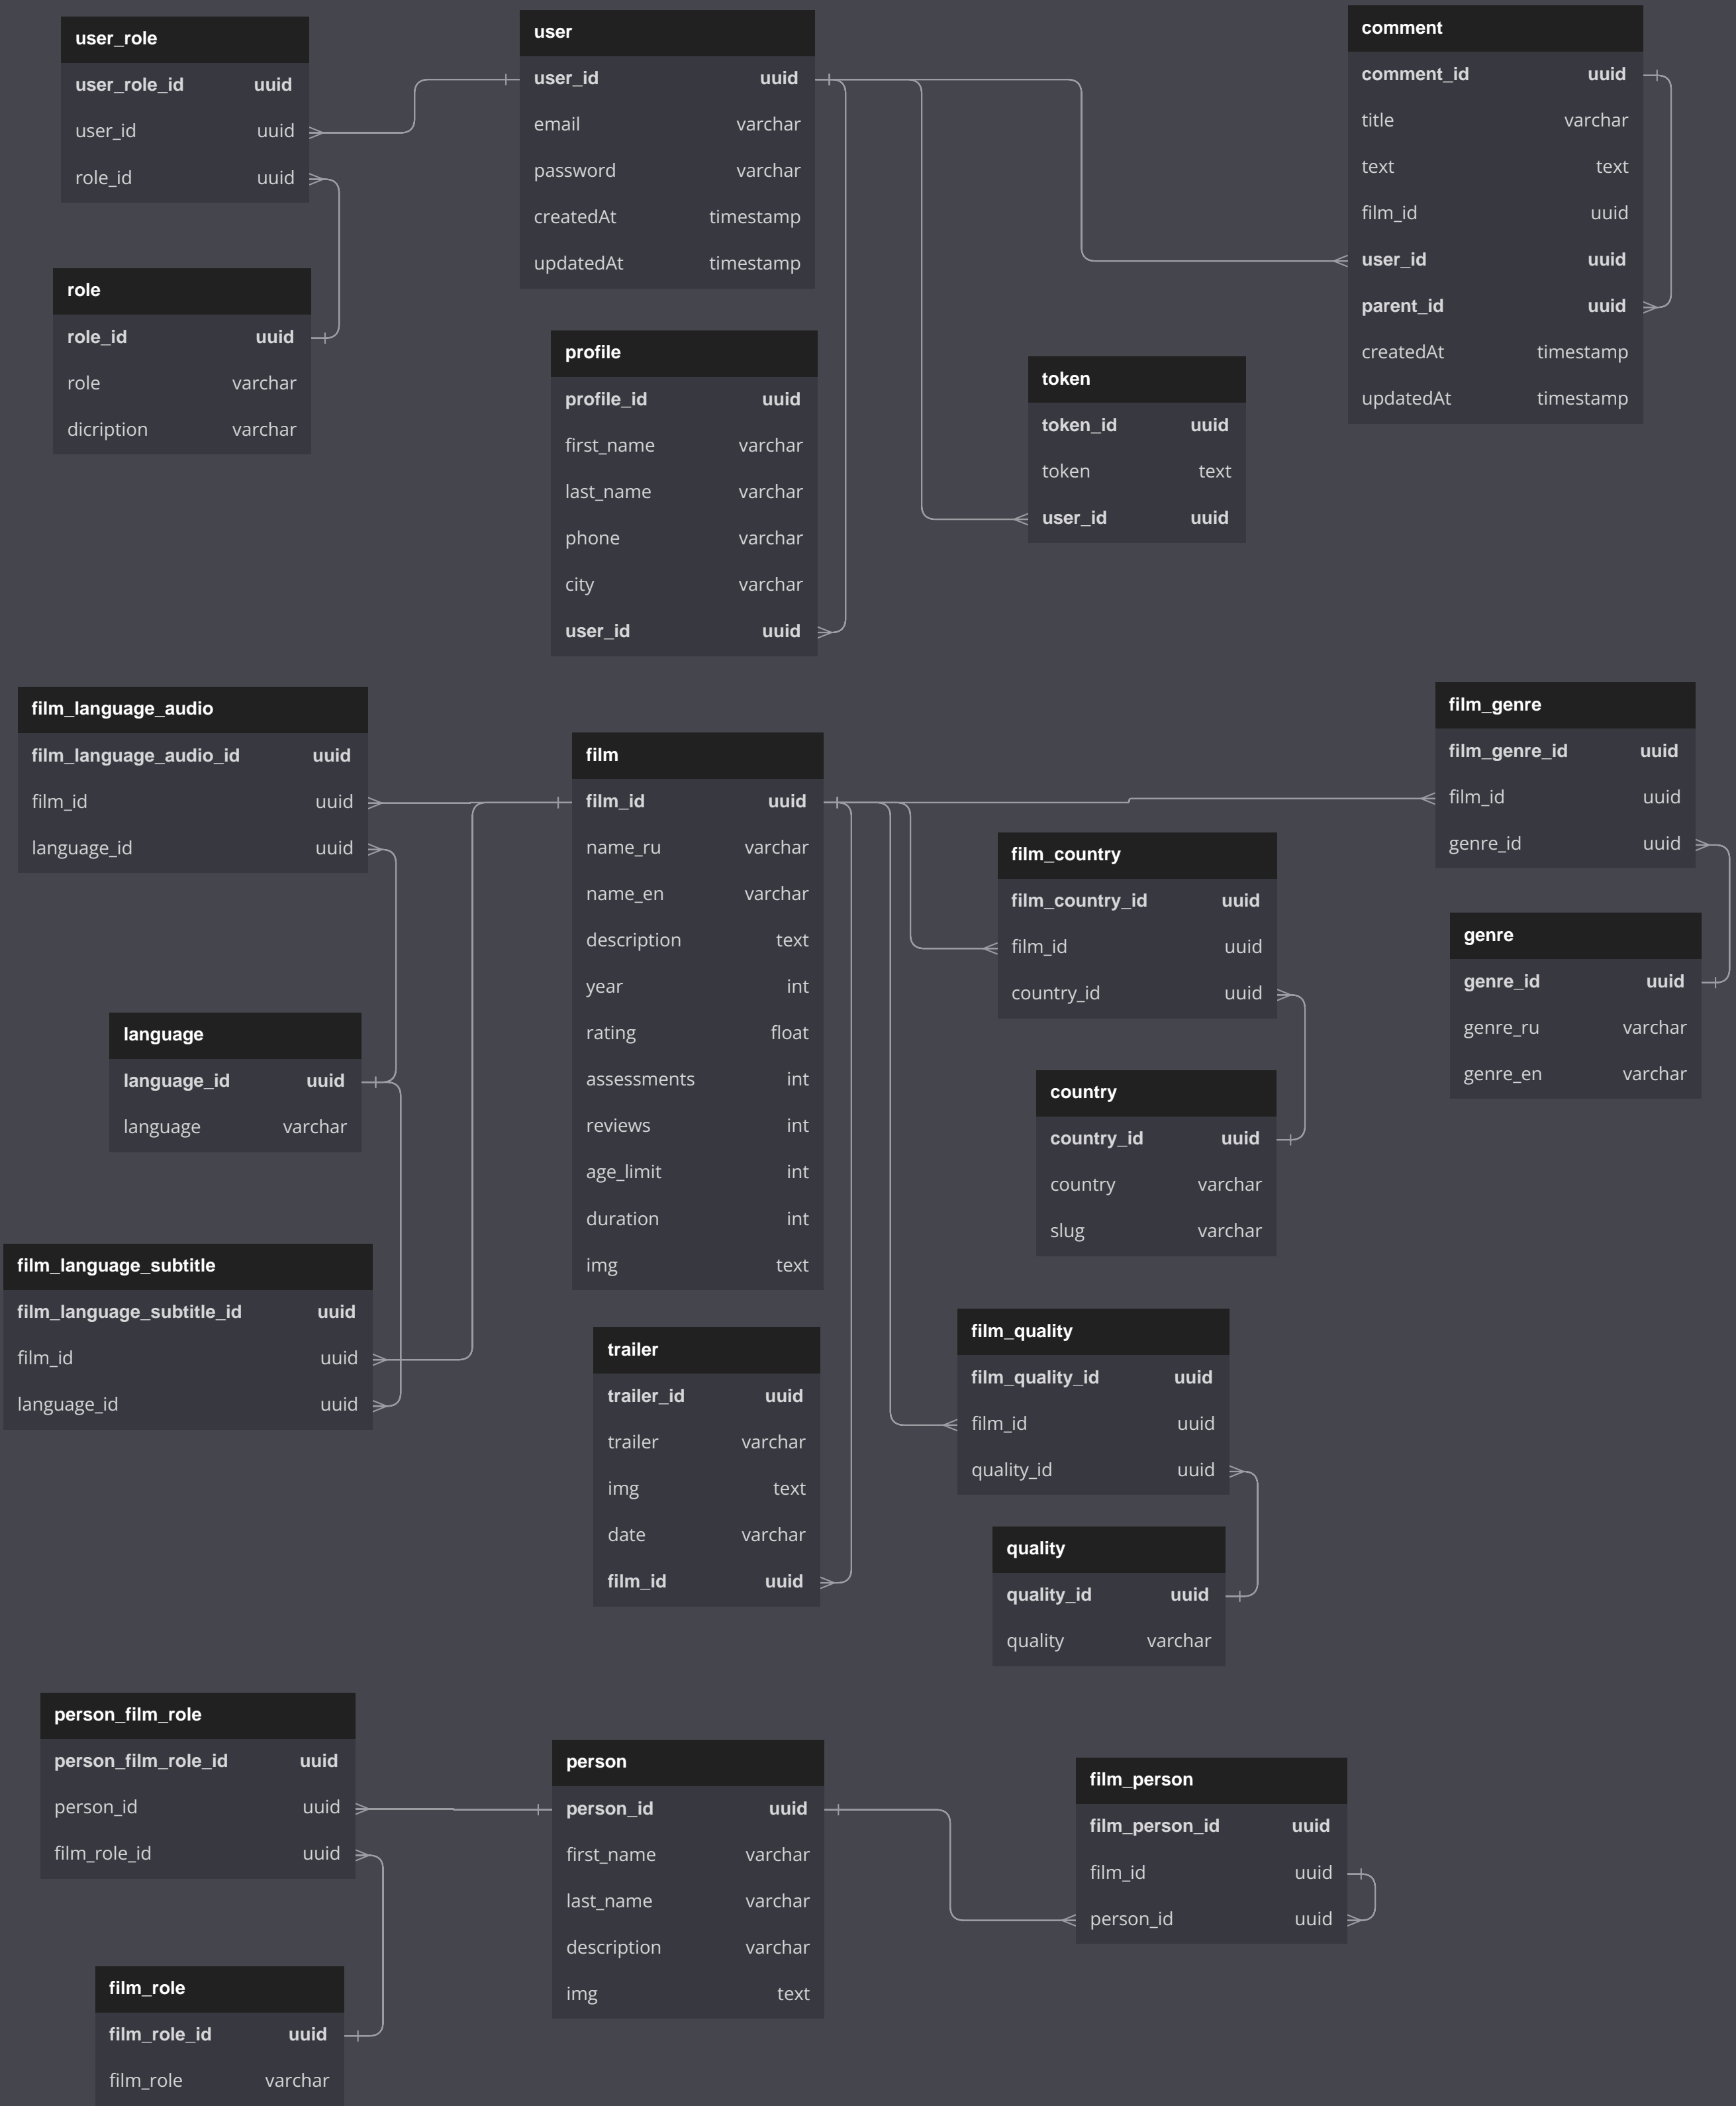 user_role
user_role_id uuid
user_id uuid
role_id uuid
user
user_id uuid
email varchar
password varchar
createdAt timestamp
updatedAt timestamp
comment
comment_id uuid
title varchar
text text
film_id uuid
user_id uuid
parent_id uuid
createdAt timestamp
updatedAt timestamp
role
role_id uuid
role varchar
dicription varchar
profile
profile_id uuid
first_name varchar
last_name varchar
phone varchar
city varchar
user_id uuid
token
token_id uuid
token text
user_id uuid
film_language_audio
film_language_audio_id uuid
film_id uuid
language_id uuid
film
film_id uuid
name_ru varchar
name_en varchar
description text
year int
rating float
assessments int
reviews int
age_limit int
duration int
img text
film_genre
film_genre_id uuid
film_id uuid
genre_id uuid
film_country
film_country_id uuid
film_id uuid
country_id uuid
genre
genre_id uuid
genre_ru varchar
genre_en varchar
language
language_id uuid
language varchar
country
country_id uuid
country varchar
slug varchar
film_language_subtitle
film_language_subtitle_id uuid
film_id uuid
language_id uuid
trailer
trailer_id uuid
trailer varchar
img text
date varchar
film_id uuid
film_quality
film_quality_id uuid
film_id uuid
quality_id uuid
quality
quality_id uuid
quality varchar
person_film_role
person_film_role_id uuid
person_id uuid
film_role_id uuid
person
person_id uuid
first_name varchar
last_name varchar
description varchar
img text
film_person
film_person_id uuid
film_id uuid
person_id uuid
film_role
film_role_id uuid
film_role varchar